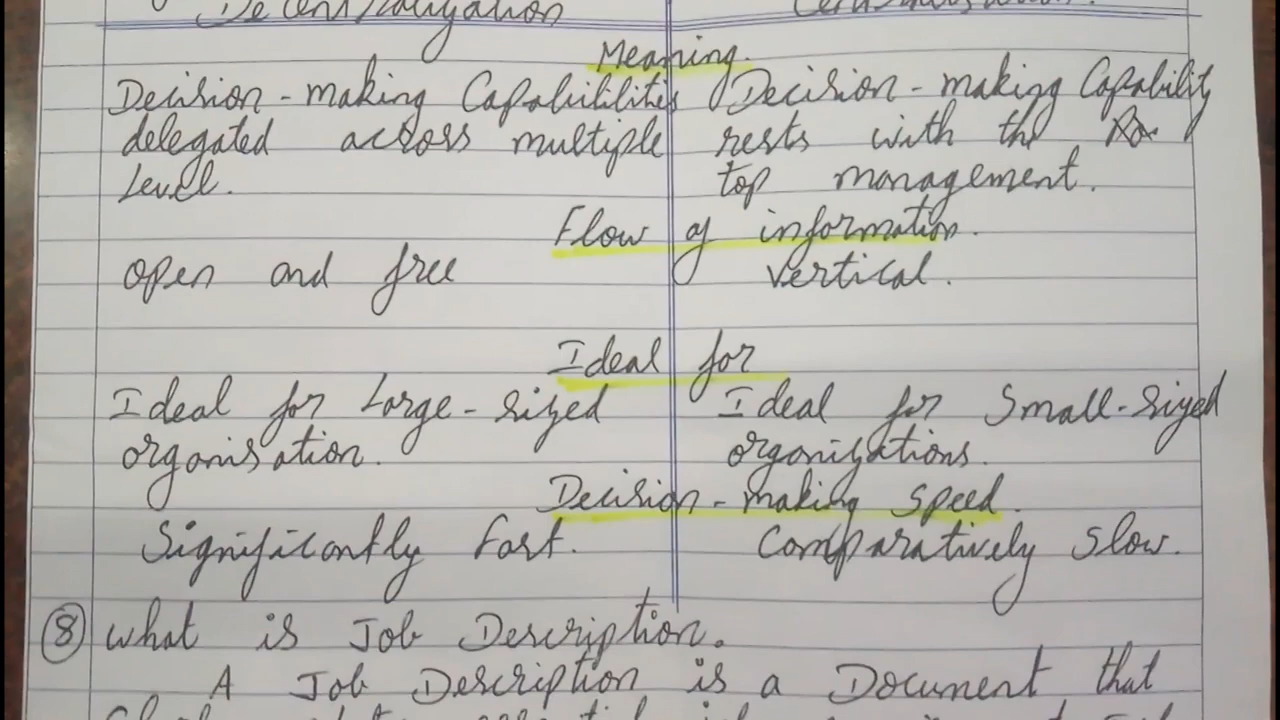 Decentralization
Meaning.
Decision-making Capabililities Decision-making Capability
delegated across multiple rests with the
Level. top management.
Flow of information.
open and free vertical.
Ideal for
Ideal for Large-sized Ideal for Small-sized
organisation. organizations.
Decision-making speed.
Significantly Fast. Comparatively slow.
8 What is Job Description.
A Job Description is a Document that